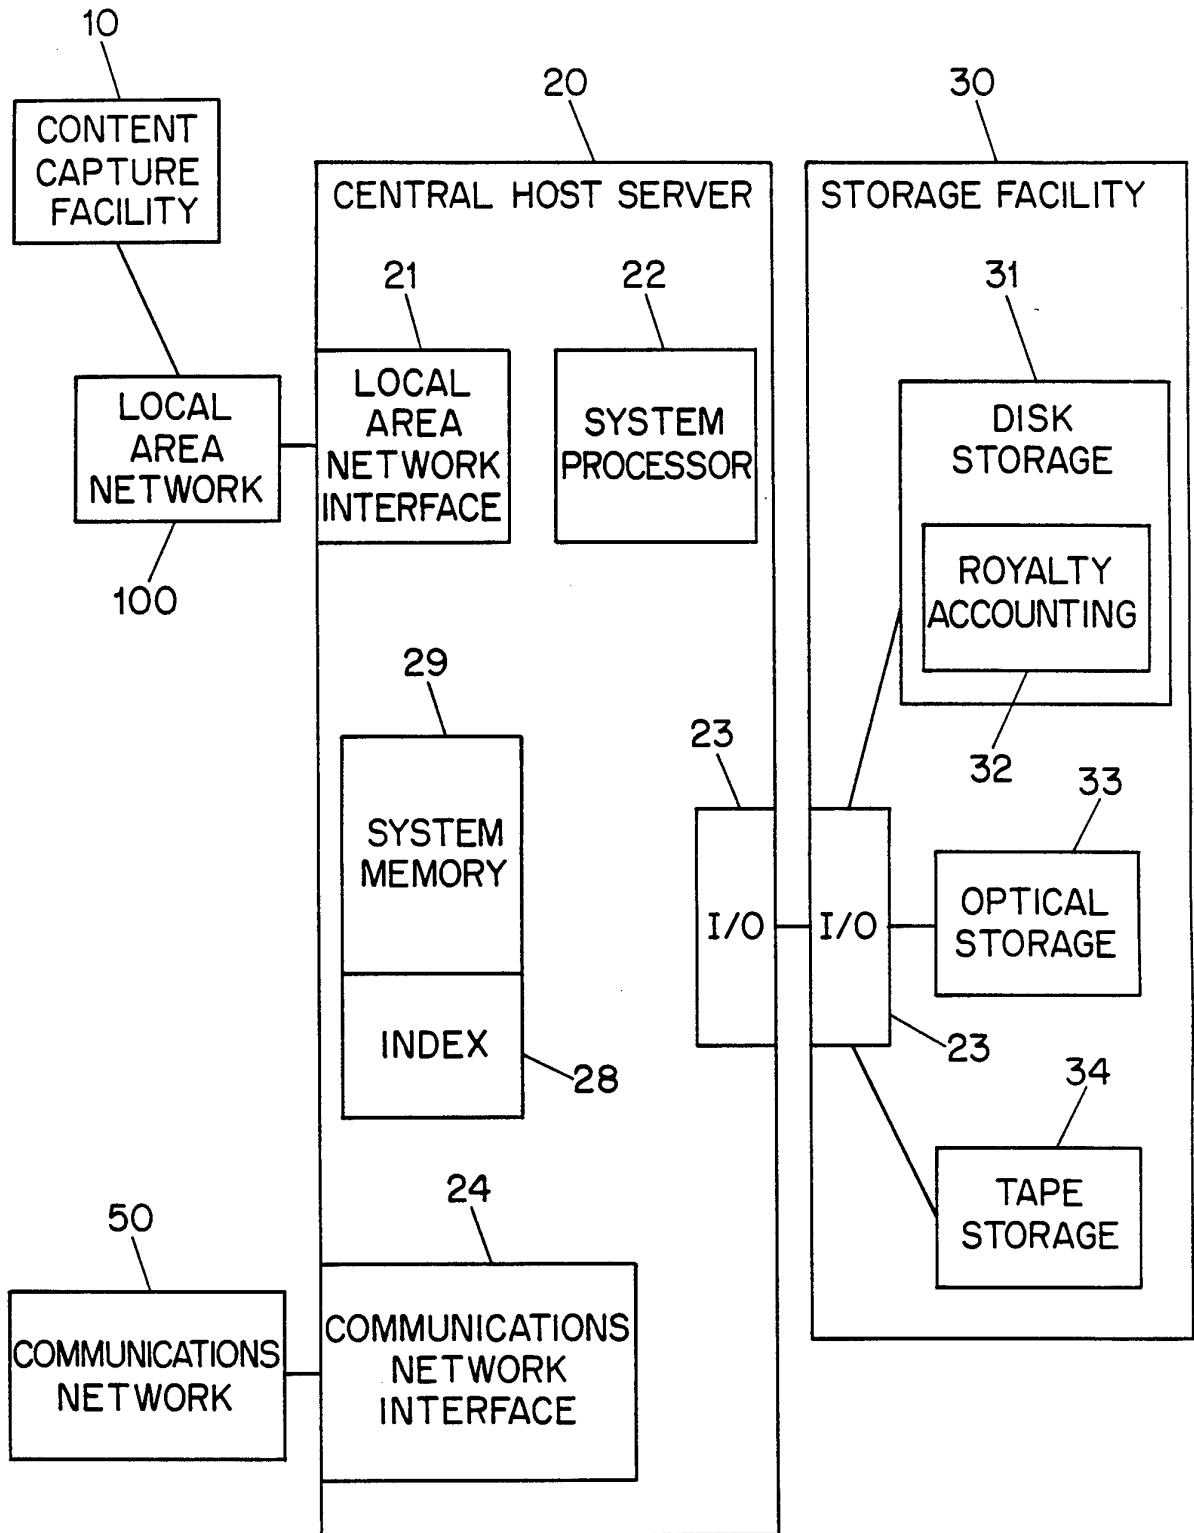 10
CONTENT
CAPTURE
FACILITY
20
30
CENTRAL HOST SERVER
STORAGE FACILITY
21
22
31
LOCAL
AREA
NETWORK
100
LOCAL
AREA
NETWORK
INTERFACE
SYSTEM
PROCESSOR
DISK
STORAGE
ROYALTY
ACCOUNTING
32
29
SYSTEM
MEMORY
INDEX
28
23
I/O
I/O
23
33
OPTICAL
STORAGE
34
TAPE
STORAGE
50
COMMUNICATIONS
NETWORK
24
COMMUNICATIONS
NETWORK
INTERFACE